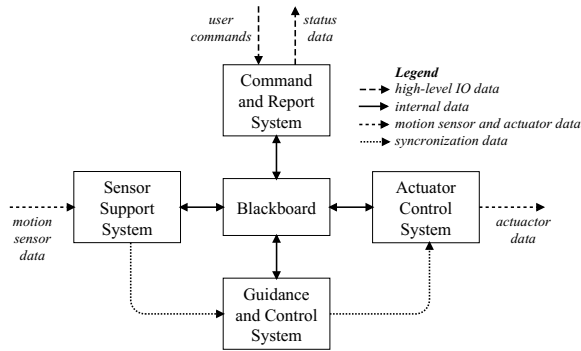 user
commands
status
data
Command
and Report
System
Legend
high-level IO data
internal data
motion sensor and actuator data
syncronization data
Sensor
Support
System
Blackboard
Actuator
Control
System
motion
sensor
data
actuactor
data
Guidance
and Control
System